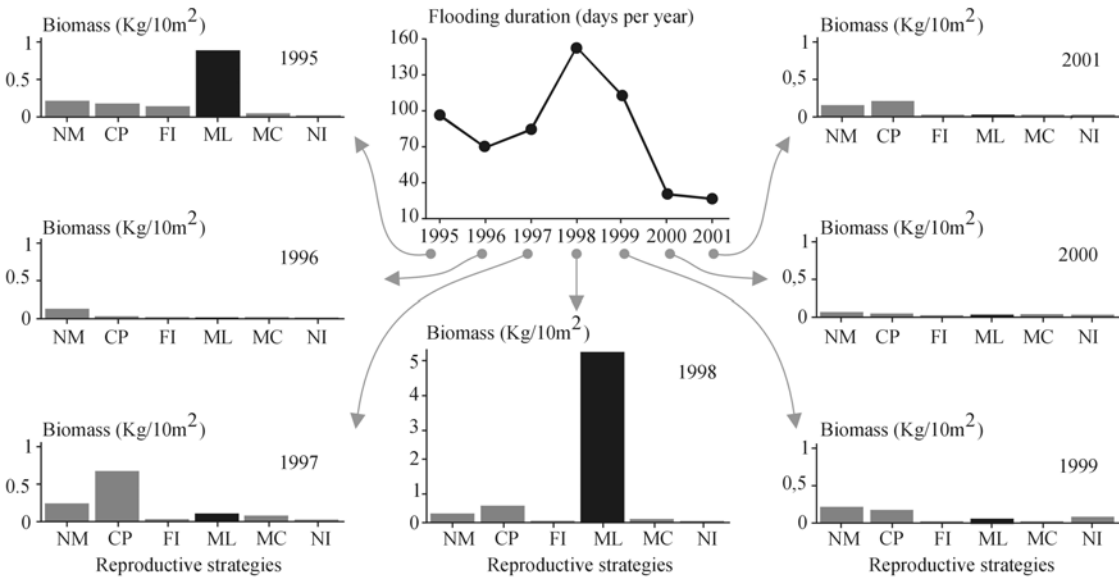 Biomass (Kg/10m2)
1
0.5
0
1995
NM CP FI ML MC NI
Flooding duration (days per year)
160
130
100
70
40
10
1995 1996 1997 1998 1999 2000 2001
Biomass (Kg/10m2)
1
0,5
0
2001
NM CP FI ML MC NI
Biomass (Kg/10m2)
1
0.5
0
1996
NM CP FI ML MC NI
Biomass (Kg/10m2)
1
0,5
0
2000
NM CP FI ML MC NI
Biomass (Kg/10m2)
1
0.5
0
1997
NM CP FI ML MC NI
Reproductive strategies
Biomass (Kg/10m2)
5
4
3
2
1
0
1998
NM CP FI ML MC NI
Reproductive strategies
Biomass (Kg/10m2)
1
0,5
0
1999
NM CP FI ML MC NI
Reproductive strategies